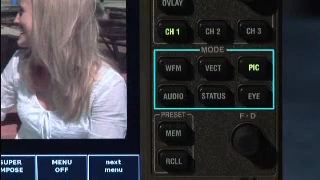 OVLAY
CH 1 CH 2 CH 3
MODE
WFM VECT PIC
AUDIO STATUS EYE
PRESET
F·D
MEM
RCLL
SUPER
MPOSE
MENU
OFF
next
menu